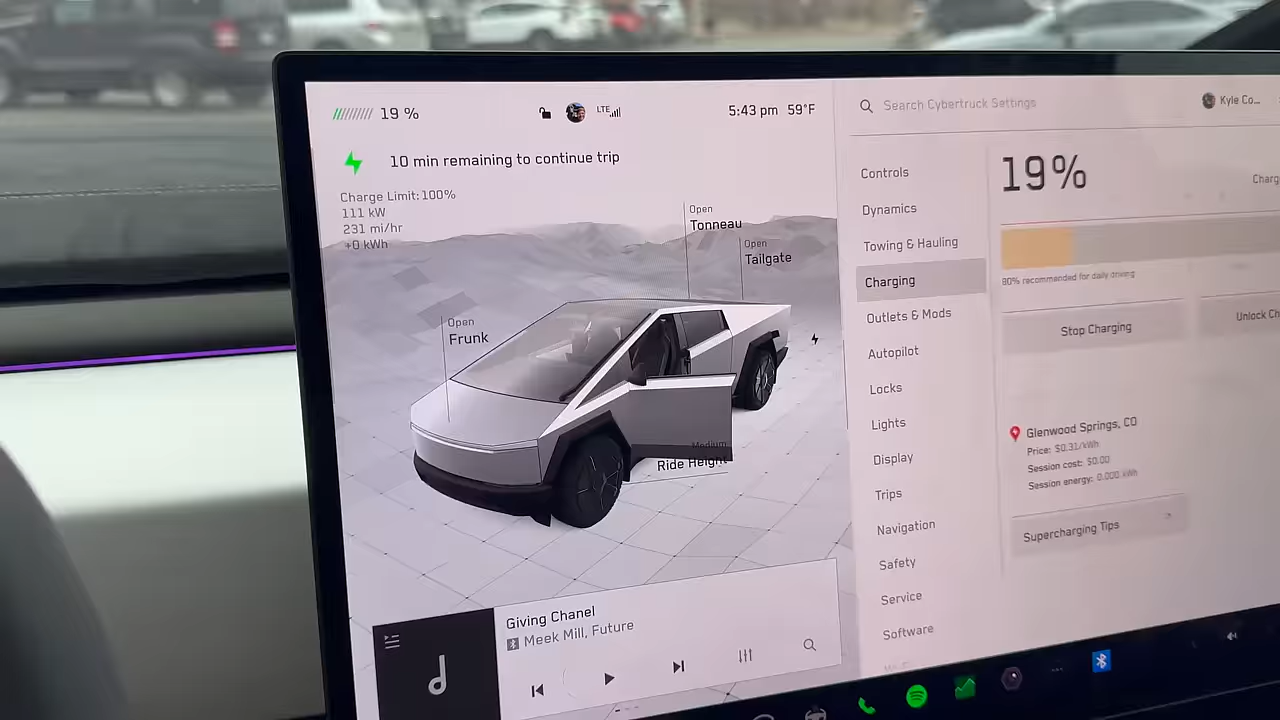 19 %
LTE
5:43 pm 59°F
10 min remaining to continue trip
Charge Limit: 100%
111 kW
231 mi/hr
+0 kWh
Open
Tonneau
Open
Tailgate
Open
Frunk
Medium
Ride Height
Giving Chanel
Meek Mill, Future
Search Cybertruck Settings
Kyle Co...
Controls
Dynamics
Towing & Hauling
Charging
Outlets & Mods
Autopilot
Locks
Lights
Display
Trips
Navigation
Safety
Service
Software
19%
80% recommended for daily driving
Stop Charging
Unlock
Glenwood Springs, CO
Price: $0.31/kWh
Session cost: $0.00
Session energy: 0.000 kWh
Supercharging Tips